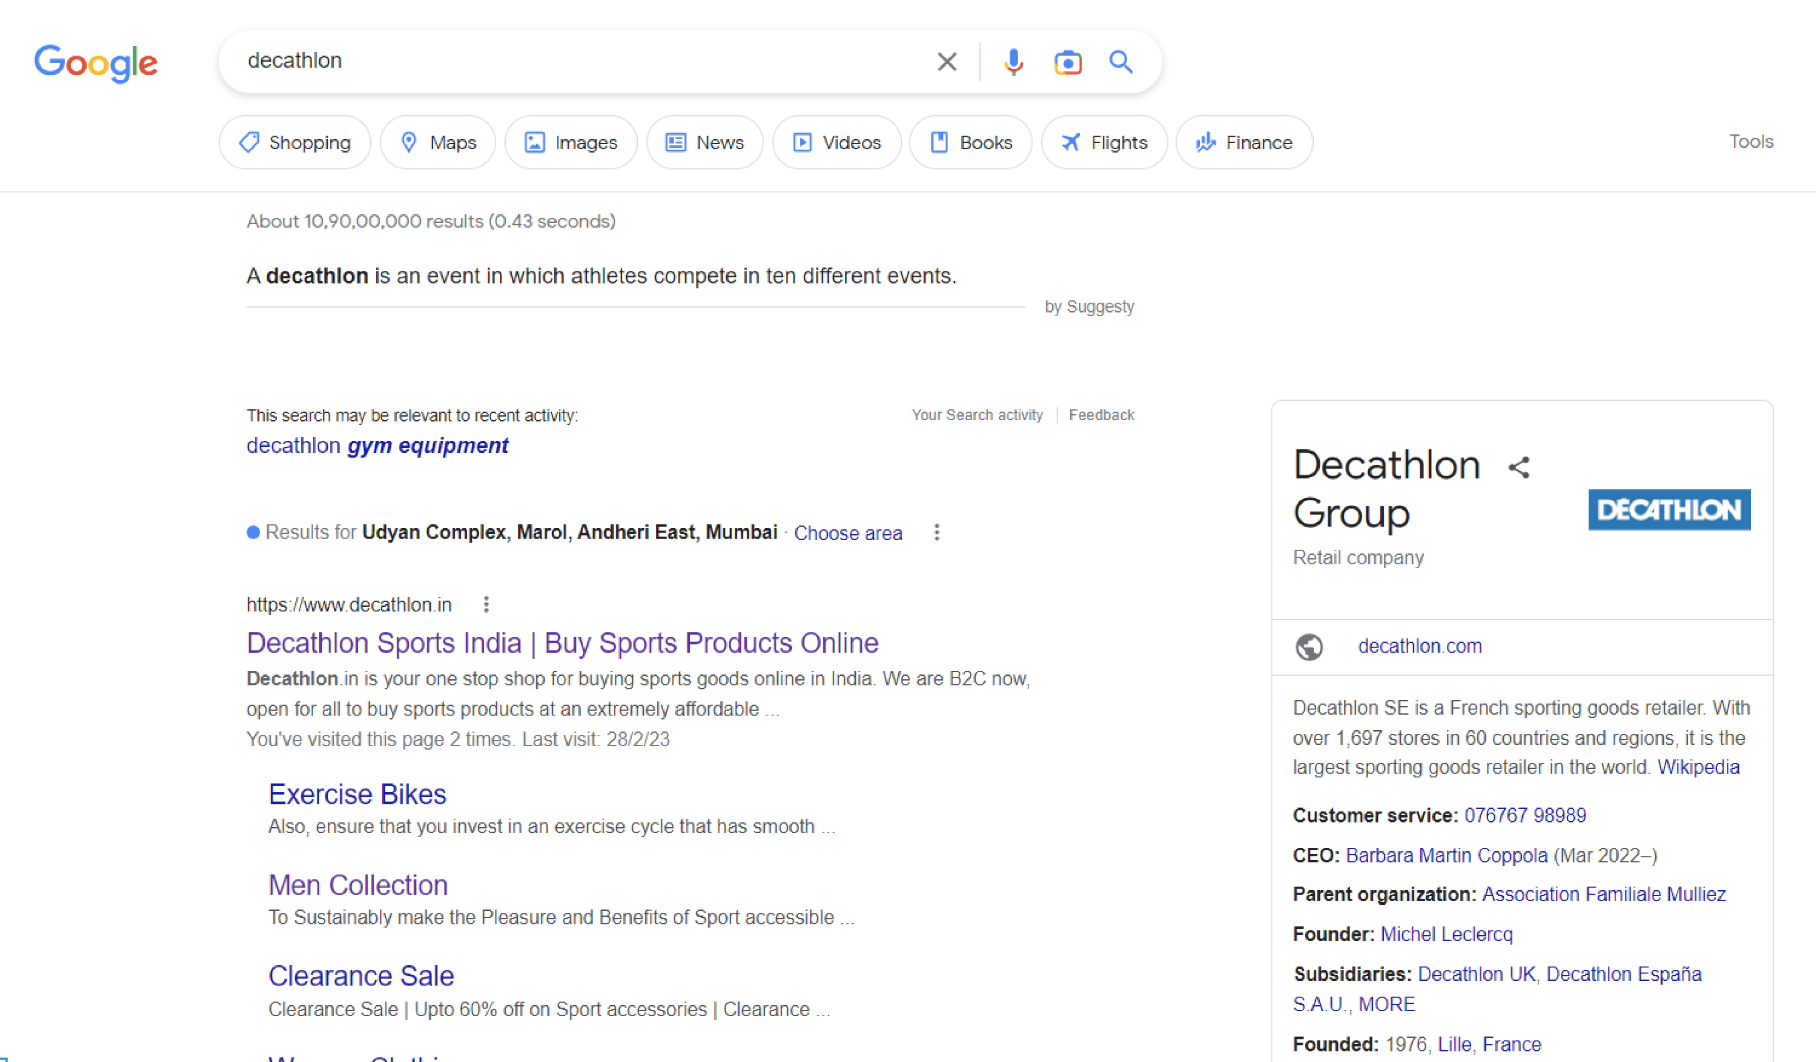 Google
decathlon
Shopping
Maps
Images
News
Videos
Books
Flights
Finance
Tools
About 10,90,00,000 results (0.43 seconds)
A decathlon is an event in which athletes compete in ten different events.
by Suggesty
This search may be relevant to recent activity:
Your Search activity
Feedback
decathlon gym equipment
Results for Udyan Complex, Marol, Andheri East, Mumbai · Choose area
https://www.decathlon.in
Decathlon Sports India | Buy Sports Products Online
Decathlon.in is your one stop shop for buying sports goods online in India. We are B2C now,
open for all to buy sports products at an extremely affordable ...
You've visited this page 2 times. Last visit: 28/2/23
Exercise Bikes
Also, ensure that you invest in an exercise cycle that has smooth ...
Men Collection
To Sustainably make the Pleasure and Benefits of Sport accessible ...
Clearance Sale
Clearance Sale | Upto 60% off on Sport accessories | Clearance ...
Decathlon
Group
DECATHLON
Retail company
decathlon.com
Decathlon SE is a French sporting goods retailer. With
over 1,697 stores in 60 countries and regions, it is the
largest sporting goods retailer in the world. Wikipedia
Customer service: 076767 98989
CEO: Barbara Martin Coppola (Mar 2022–)
Parent organization: Association Familiale Mulliez
Founder: Michel Leclercq
Subsidiaries: Decathlon UK, Decathlon España
S.A.U., MORE
Founded: 1976, Lille, France